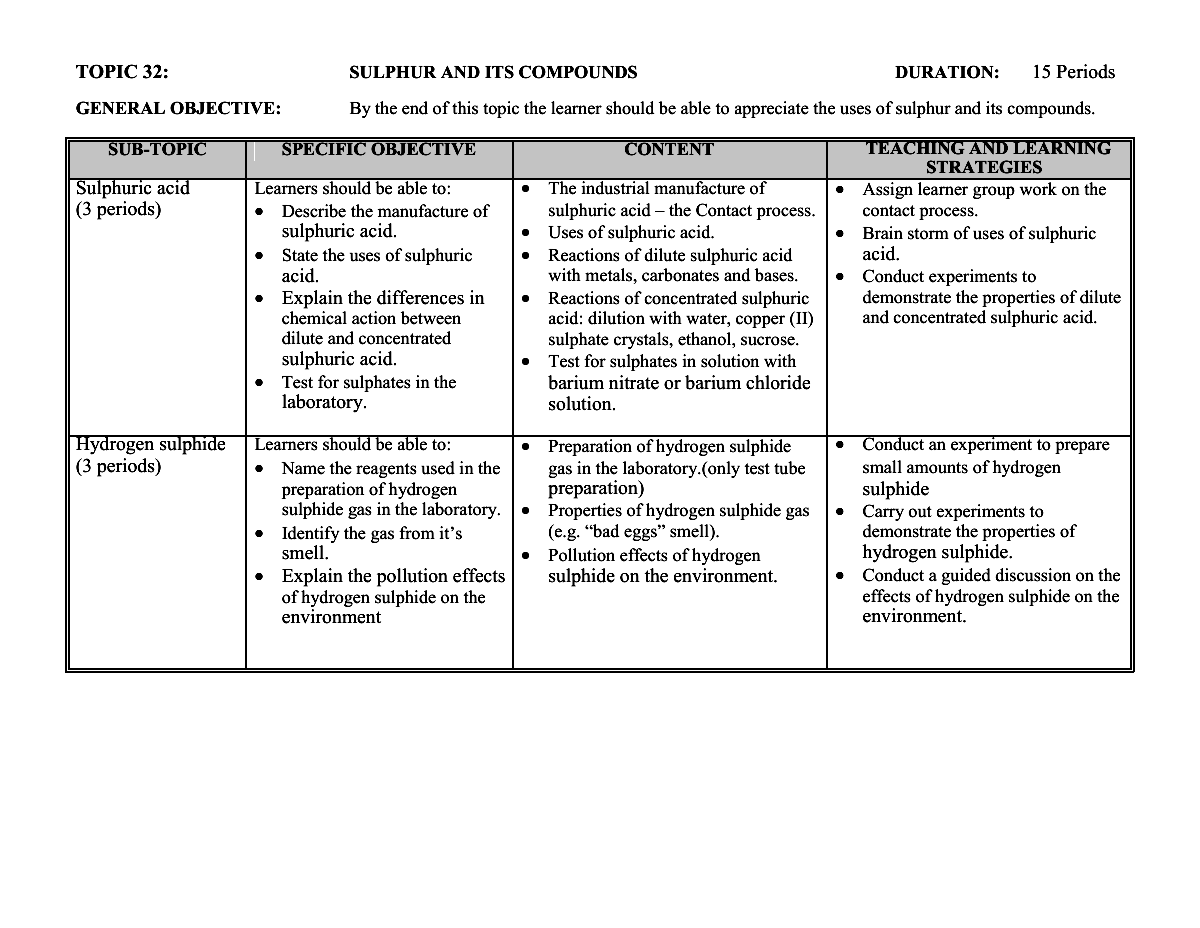 TOPIC 32: SULPHUR AND ITS COMPOUNDS DURATION: 15 Periods
GENERAL OBJECTIVE: By the end of this topic the learner should be able to appreciate the uses of sulphur and its compounds.
SUB-TOPIC
SPECIFIC OBJECTIVE
CONTENT
TEACHING AND LEARNING
STRATEGIES
Sulphuric acid
(3 periods)
Learners should be able to:
• Describe the manufacture of
sulphuric acid.
• State the uses of sulphuric
acid.
• Explain the differences in
chemical action between
dilute and concentrated
sulphuric acid.
• Test for sulphates in the
laboratory.
• The industrial manufacture of
sulphuric acid – the Contact process.
• Uses of sulphuric acid.
• Reactions of dilute sulphuric acid
with metals, carbonates and bases.
• Reactions of concentrated sulphuric
acid: dilution with water, copper (II)
sulphate crystals, ethanol, sucrose.
• Test for sulphates in solution with
barium nitrate or barium chloride
solution.
• Assign learner group work on the
contact process.
• Brain storm of uses of sulphuric
acid.
• Conduct experiments to
demonstrate the properties of dilute
and concentrated sulphuric acid.
Hydrogen sulphide
(3 periods)
Learners should be able to:
• Name the reagents used in the
preparation of hydrogen
sulphide gas in the laboratory.
• Identify the gas from it’s
smell.
• Explain the pollution effects
of hydrogen sulphide on the
environment
• Preparation of hydrogen sulphide
gas in the laboratory.(only test tube
preparation)
• Properties of hydrogen sulphide gas
(e.g. “bad eggs” smell).
• Pollution effects of hydrogen
sulphide on the environment.
• Conduct an experiment to prepare
small amounts of hydrogen
sulphide
• Carry out experiments to
demonstrate the properties of
hydrogen sulphide.
• Conduct a guided discussion on the
effects of hydrogen sulphide on the
environment.